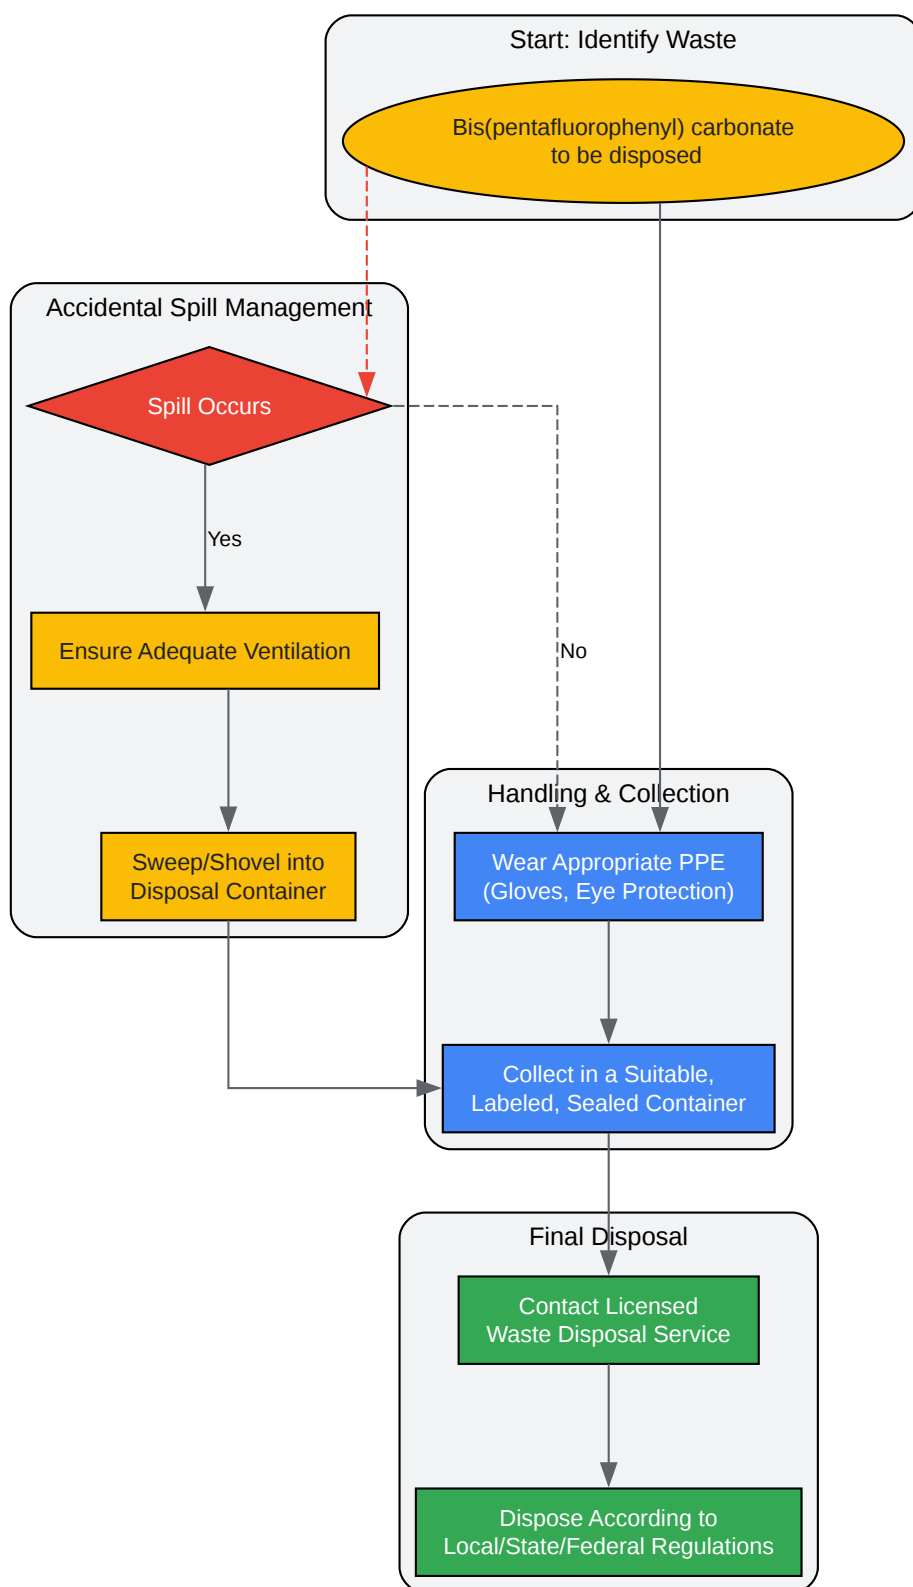 Start: Identify Waste
Bis(pentafluorophenyl) carbonate
to be disposed
Accidental Spill Management
Spill Occurs
Yes
Ensure Adequate Ventilation
No
Handling & Collection
Sweep/Shovel into
Disposal Container
Wear Appropriate PPE
(Gloves, Eye Protection)
Collect in a Suitable,
Labeled, Sealed Container
Final Disposal
Contact Licensed
Waste Disposal Service
Dispose According to
Local/State/Federal Regulations